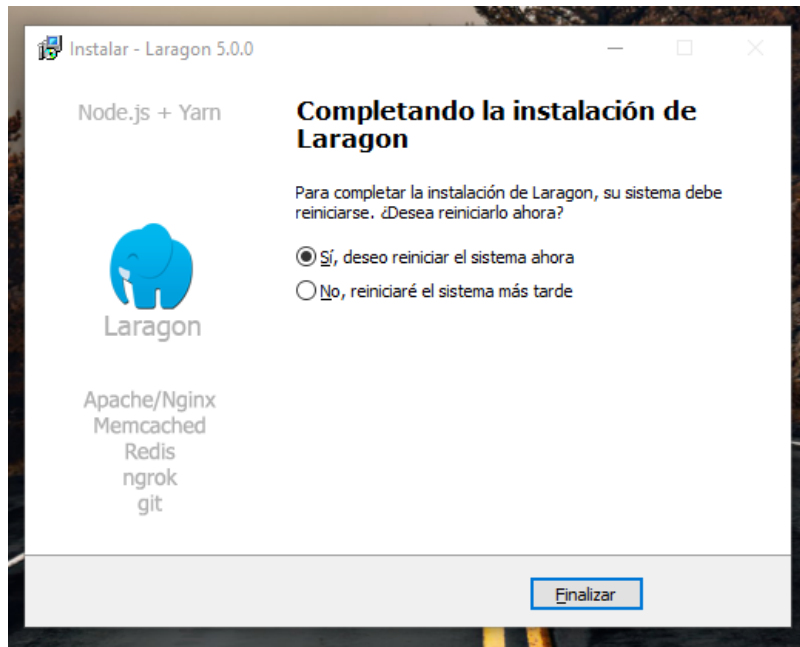 Instalar - Laragon 5.0.0
Node.js + Yarn
Completando la instalación de
Laragon
Para completar la instalación de Laragon, su sistema debe
reiniciarse. ¿Desea reiniciarlo ahora?
Sí, deseo reiniciar el sistema ahora
No, reiniciaré el sistema más tarde
Laragon
Apache/Nginx
Memcached
Redis
ngrok
git
Finalizar